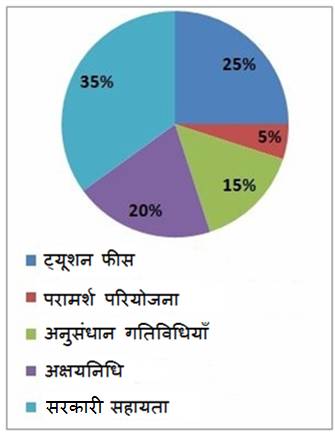 25%
35%
5%
15%
20%
ट्यूशन फीस
परामर्श परियोजना
अनुसंधान गतिविधियाँ
अक्षयनिधि
सरकारी सहायता